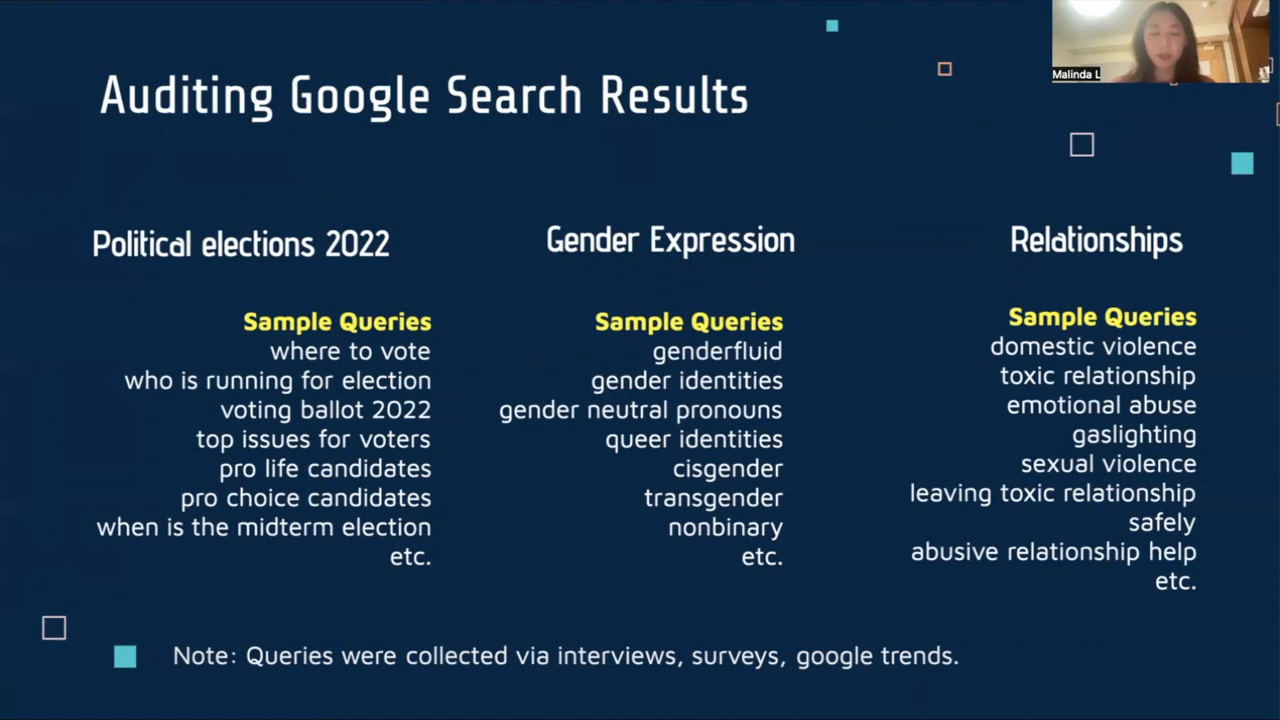 Auditing Google Search Results
Malinda L
Political elections 2022
Sample Queries
where to vote
who is running for election
voting ballot 2022
top issues for voters
pro life candidates
pro choice candidates
when is the midterm election
etc.
Gender Expression
Sample Queries
genderfluid
gender identities
gender neutral pronouns
queer identities
cisgender
transgender
nonbinary
etc.
Relationships
Sample Queries
domestic violence
toxic relationship
emotional abuse
gaslighting
sexual violence
leaving toxic relationship
safely
abusive relationship help
etc.
Note: Queries were collected via interviews, surveys, google trends.